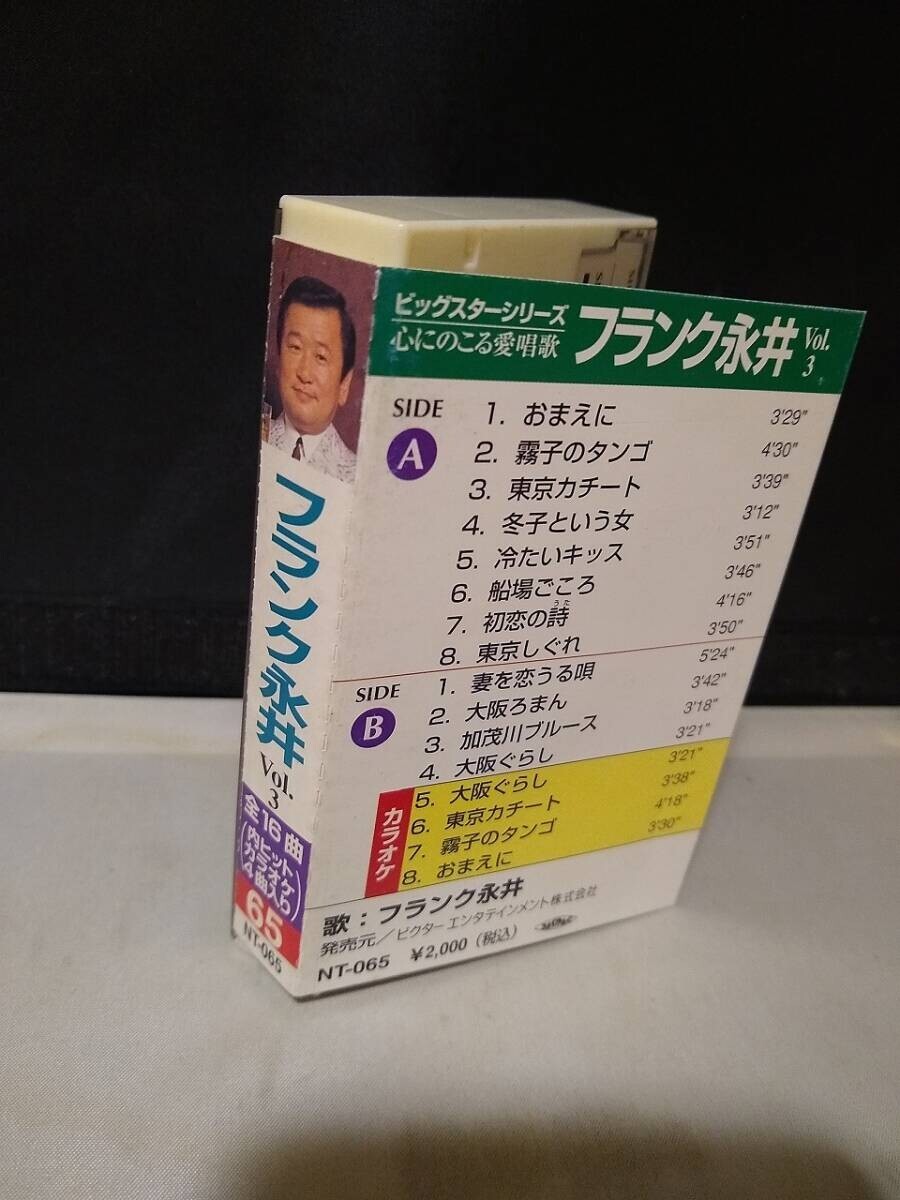 フランク永井
Vol.
3
全16曲
(内ヒット
カラオケ
4曲入り)
65
NT-065
ビッグスターシリーズ
心にのこる愛唱歌
フランク永井 Vol. 3
SIDE A
1. おまえに 3'29"
2. 霧子のタンゴ 4'30"
3. 東京カチート 3'39"
4. 冬子という女 3'12"
5. 冷たいキッス 3'51"
6. 船場ごころ 3'46"
7. 初恋の詩 4'16"
うた
8. 東京しぐれ 3'50"
SIDE B
1. 妻を恋うる唄 5'24"
2. 大阪ろまん 3'42"
3. 加茂川ブルース 3'18"
4. 大阪ぐらし 3'21"
カラオケ
5. 大阪ぐらし 3'21"
6. 東京カチート 3'38"
7. 霧子のタンゴ 4'18"
8. おまえに 3'30"
歌：フランク永井
発売元／ビクターエンタテインメント株式会社
NT-065 ¥2,000（税込）